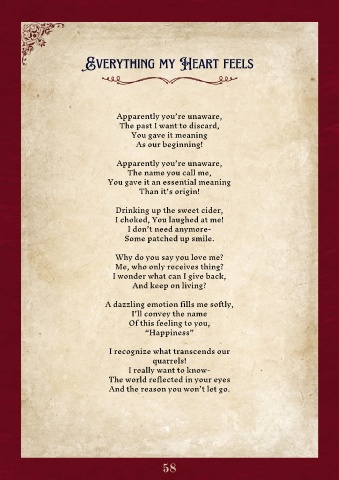 Everything my Heart feels
Apparently you're unaware,
The past I want to discard,
You gave it meaning
As our beginning!
Apparently you're unaware,
The name you call me,
You gave it an essential meaning
Than it's origin!
Drinking up the sweet cider,
I choked, You laughed at me!
I don't need anymore-
Some patched up smile.
Why do you say you love me?
Me, who only receives thing?
I wonder what can I give back,
And keep on living?
A dazzling emotion fills me softly,
I'll convey the name
Of this feeling to you,
"Happiness"
I recognize what transcends our
quarrels!
I really want to know-
The world reflected in your eyes
And the reason you won't let go.
58